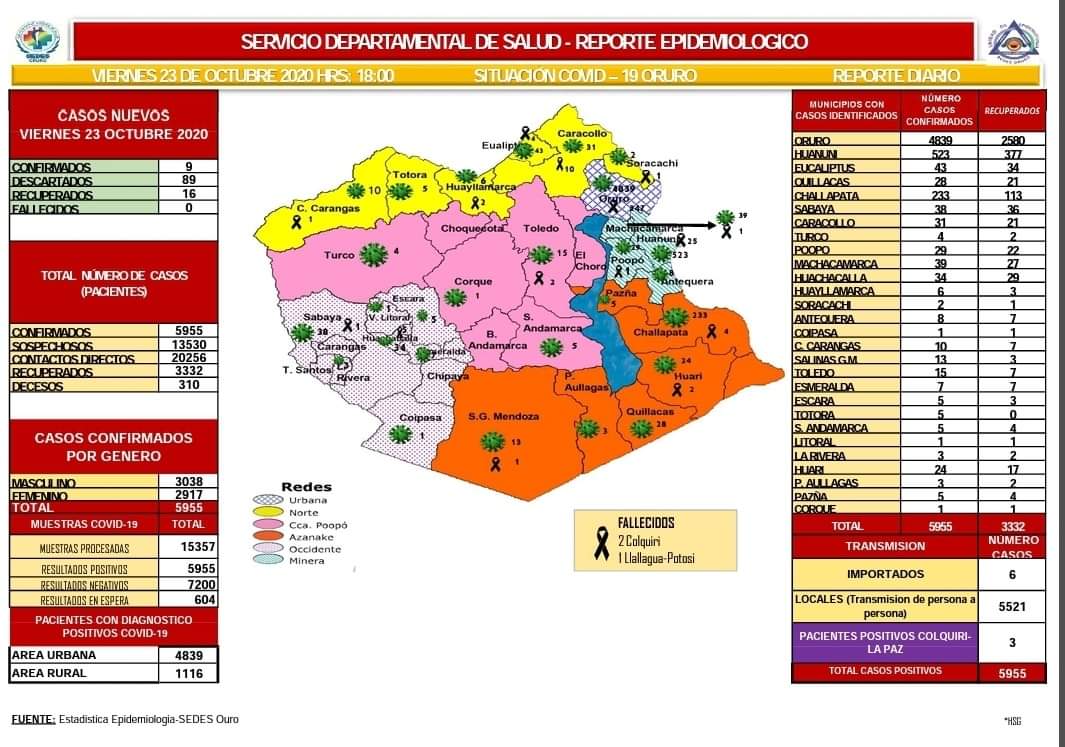 SERVICIO DEPARTAMENTAL DE SALUD - REPORTE EPIDEMIOLOGICO
VIERNES 23 DE OCTUBRE 2020 HRS: 18:00 SITUACIÓN COVID – 19 ORURO REPORTE DIARIO
CASOS NUEVOS
VIERNES 23 OCTUBRE 2020
CONFIRMADOS 9
DESCARTADOS 89
RECUPERADOS 16
FALLECIDOS 0
TOTAL NÚMERO DE CASOS
(PACIENTES)
CONFIRMADOS 5955
SOSPECHOSOS 13530
CONTACTOS DIRECTOS 20256
RECUPERADOS 3332
DECESOS 310
CASOS CONFIRMADOS
POR GENERO
MASCULINO 3038
FEMENINO 2917
TOTAL 5955
MUESTRAS COVID-19 TOTAL
MUESTRAS PROCESADAS 15357
RESULTADOS POSITIVOS 5955
RESULTADOS NEGATIVOS 7200
RESULTADOS EN ESPERA 604
PACIENTES CON DIAGNOSTICO
POSITIVOS COVID-19
AREA URBANA 4839
AREA RURAL 1116
Caracollo
31
10
43
2
Soracachi
1
Totora
5
10
6
Huayllamarca
2
C. Carangas
1
4839
Oruro
Choquecota
Toledo
15
2
Turco
4
El
Choro
Machacamarca
39
1
Huanuni
25
523
Poopó
1
8
Antequera
Corque
1
Pazña
5
233
Challapata
4
Escara
1
Sabaya
1
38
V. Litoral
5
Carangas
34
T. Santos
Rivera
Chipaya
B.
Andamarca
S.
Andamarca
5
24
Huari
2
P.
Aullagas
3
Quillacas
28
Coipasa
1
S.G. Mendoza
13
1
Redes
Urbana
Norte
Cca. Poopó
Azanake
Occidente
Minera
FALLECIDOS
2 Colquiri
1 Llallagua-Potosi
MUNICIPIOS CON
CASOS IDENTIFICADOS
NÚMERO
CASOS
CONFIRMADOS
RECUPERADOS
ORURO 4839 2580
HUANUNI 523 377
EUCALIPTUS 43 34
QUILLACAS 28 21
CHALLAPATA 233 113
SABAYA 38 36
CARACOLLO 31 21
TURCO 4 2
POOPO 29 22
MACHACAMARCA 39 27
HUACHACALLA 34 29
HUAYLLAMARCA 6 3
SORACACHI 2 1
ANTEQUERA 8 7
COIPASA 1 1
C. CARANGAS 10 7
SALINAS G.M. 13 3
TOLEDO 15 7
ESMERALDA 7 7
ESCARA 5 3
TOTORA 5 0
S. ANDAMARCA 5 4
LITORAL 1 1
LA RIVERA 3 2
HUARI 24 17
P. AULLAGAS 3 2
PAZÑA 5 4
CORQUE 1 1
TOTAL 5955 3332
TRANSMISION NÚMERO
CASOS
IMPORTADOS 6
LOCALES (Transmision de persona a
persona) 5521
PACIENTES POSITIVOS COLQUIRI-
LA PAZ 3
TOTAL CASOS POSITIVOS 5955
FUENTE: Estadística Epidemiologia-SEDES Ouro
*HSG